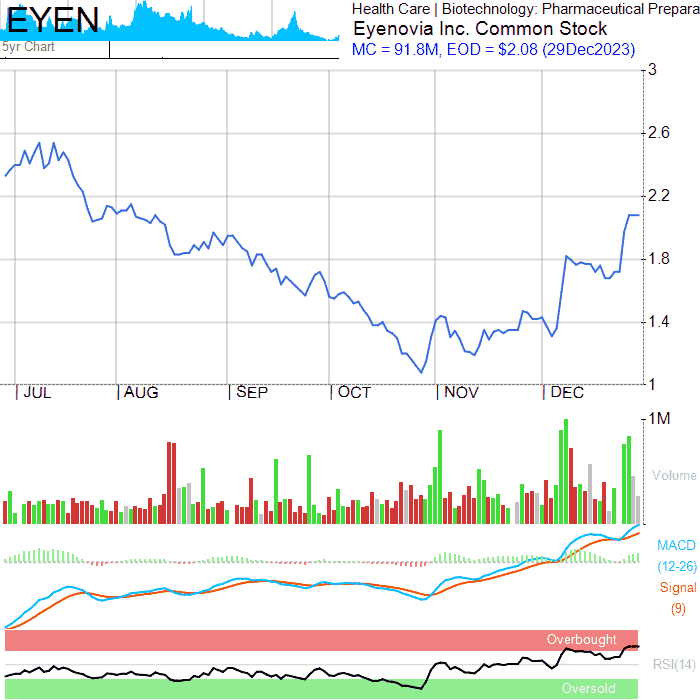 EYEN
5yr Chart
Health Care | Biotechnology: Pharmaceutical Prepara
Eyenovia Inc. Common Stock
MC = 91.8M, EOD = $2.08 (29Dec2023)
3
2.6
2.2
1.8
1.4
1
JUL AUG SEP OCT NOV DEC
1M
Volume
MACD
(12-26)
Signal
(9)
Overbought
RSI(14)
Oversold